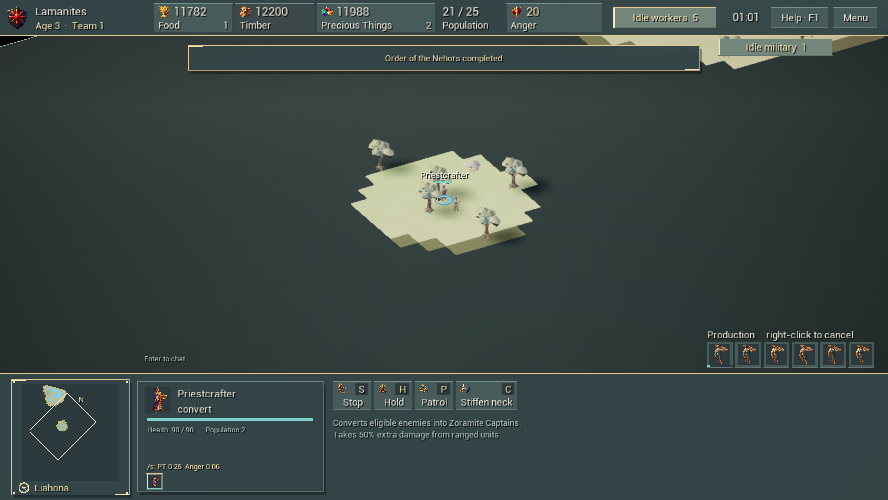 Lamanites
Age 3 · Team 1
11782
Food 1
12200
Timber
11988
Precious Things 2
21 / 25
Population
20
Anger
Idle workers 5
01:01
Help · F1
Menu
Idle military 1
Order of the Nehors completed
Priestcrafter
Production right-click to cancel
Enter to chat
N
Liahona
Priestcrafter
convert
Health 90 / 90 Population 2
/s: PT 0.25 Anger 0.06
S
Stop
H
Hold
P
Patrol
C
Stiffen neck
Converts eligible enemies into Zoramite Captains.
Takes 50% extra damage from ranged units